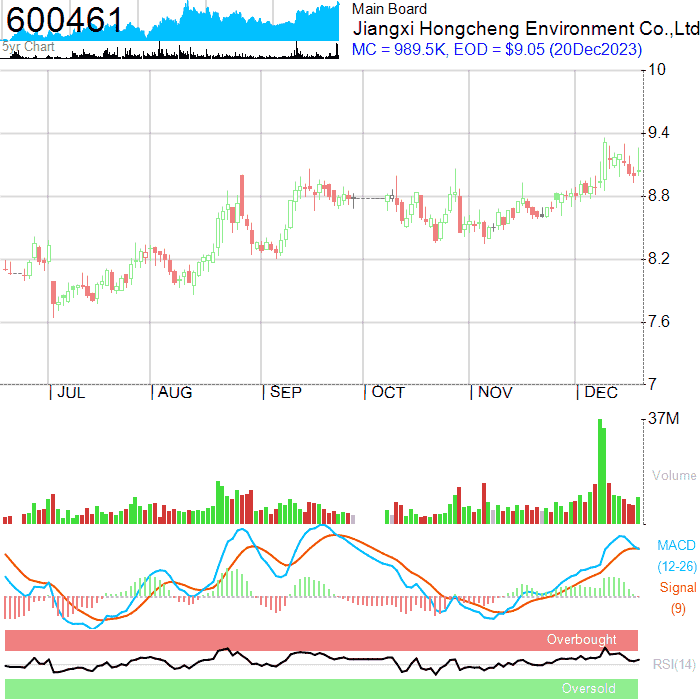 600461
5yr Chart
Main Board
Jiangxi Hongcheng Environment Co.,Ltd
MC = 989.5K, EOD = $9.05 (20Dec2023)
10
9.4
8.8
8.2
7.6
7
JUL AUG SEP OCT NOV DEC
37M
Volume
MACD
(12-26)
Signal
(9)
Overbought
RSI(14)
Oversold